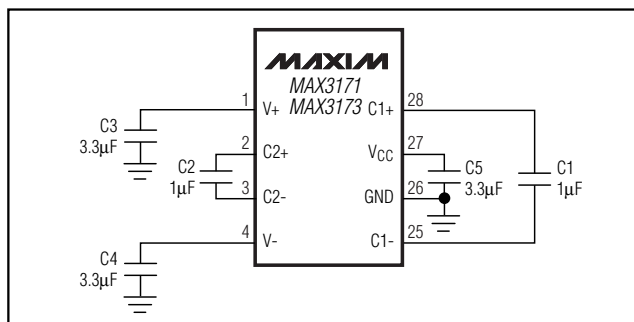 MAXIM
MAX3171
MAX3173
1
V+
C1+
28
C3
3.3µF
2
C2+
VCC
27
C2
1µF
C5
3.3µF
C1
1µF
3
C2-
GND
26
4
V-
C1-
25
C4
3.3µF